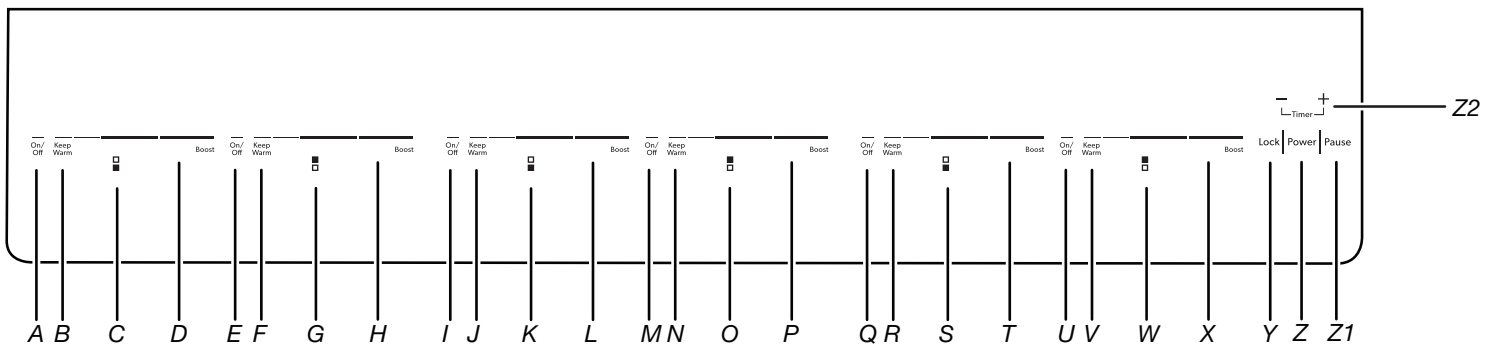 − +
Timer
Z2
On/
Off
Keep
Warm
Boost
On/
Off
Keep
Warm
Boost
On/
Off
Keep
Warm
Boost
On/
Off
Keep
Warm
Boost
On/
Off
Keep
Warm
Boost
On/
Off
Keep
Warm
Boost
Lock Power Pause
A B C D E F G H I J K L M N O P Q R S T U V W X Y Z Z1